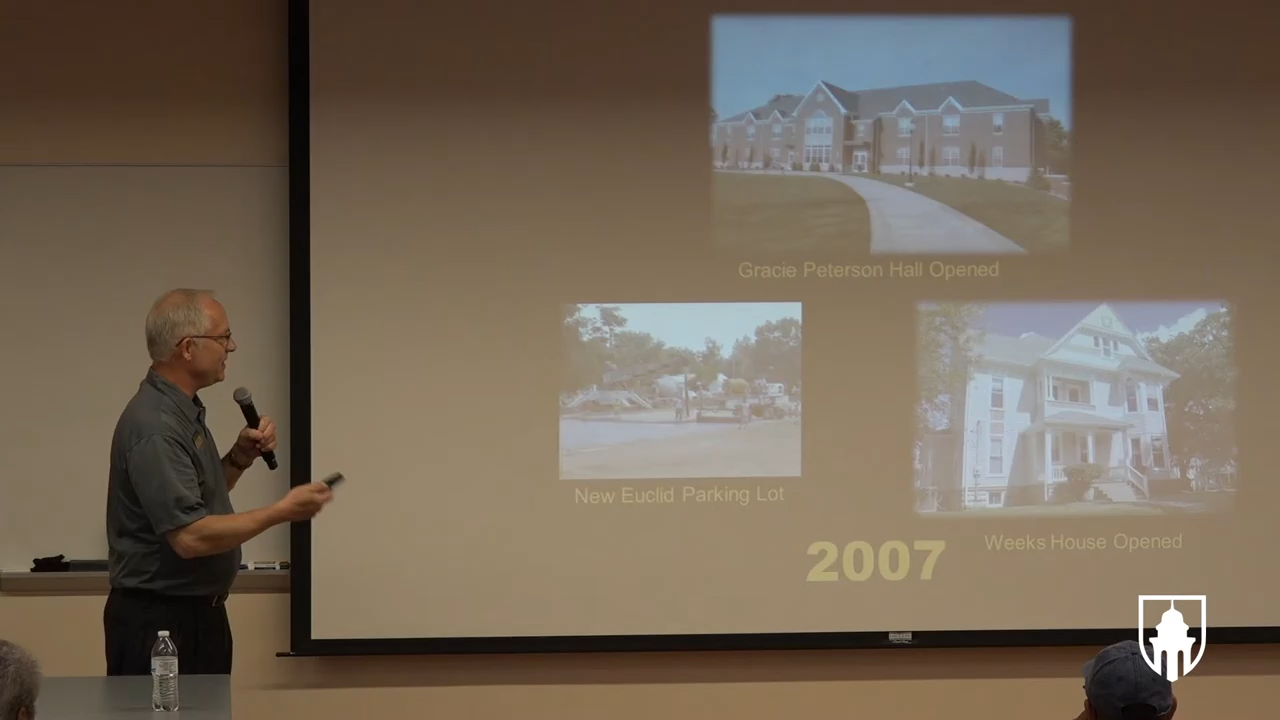 Gracie Peterson Hall Opened
New Euclid Parking Lot
Weeks House Opened
2007